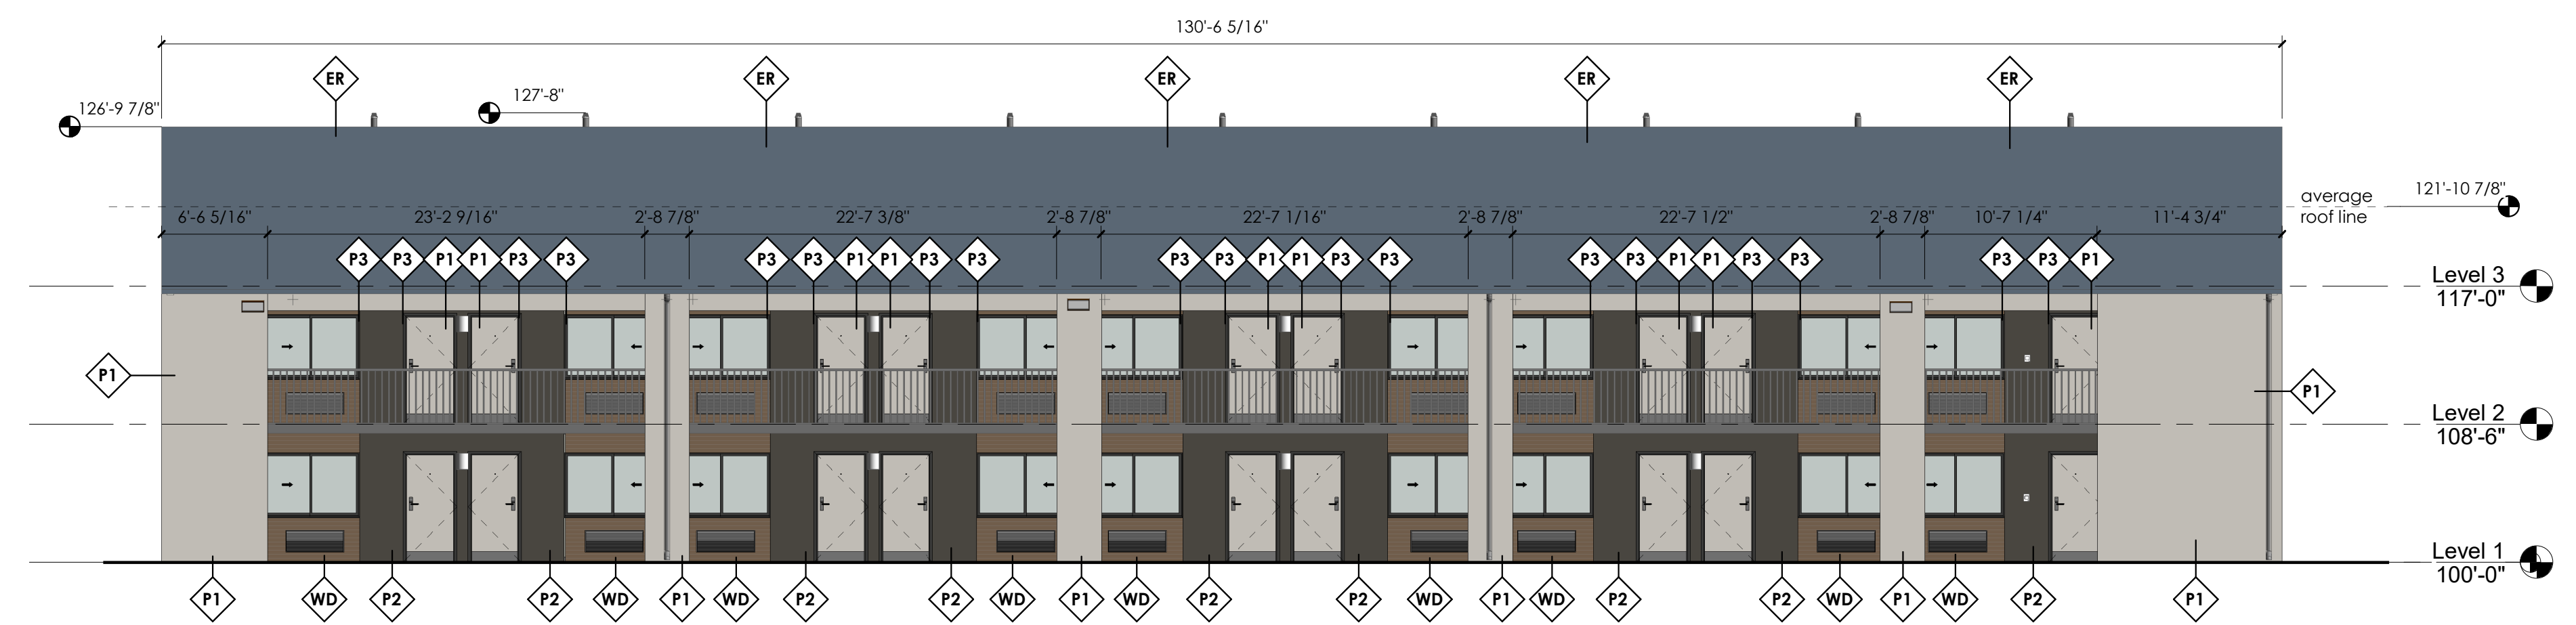 130'-6 5/16"
ER ER ER ER ER
126'-9 7/8" 127'-8"
average roof line 121'-10 7/8"
6'-6 5/16" 23'-2 9/16" 2'-8 7/8" 22'-7 3/8" 2'-8 7/8" 22'-7 1/16" 2'-8 7/8" 22'-7 1/2" 2'-8 7/8" 10'-7 1/4" 11'-4 3/4"
P3 P3 P1 P1 P3 P3 P3 P3 P1 P1 P3 P3 P3 P3 P1 P1 P3 P3 P3 P3 P1 P1 P3 P3 P3 P3 P1
Level 3
117'-0"
P1 P1
Level 2
108'-6"
Level 1
100'-0"
P1 WD P2 P2 WD P1 WD P2 P2 WD P1 WD P2 P2 WD P1 WD P2 P2 WD P1 WD P2 P1